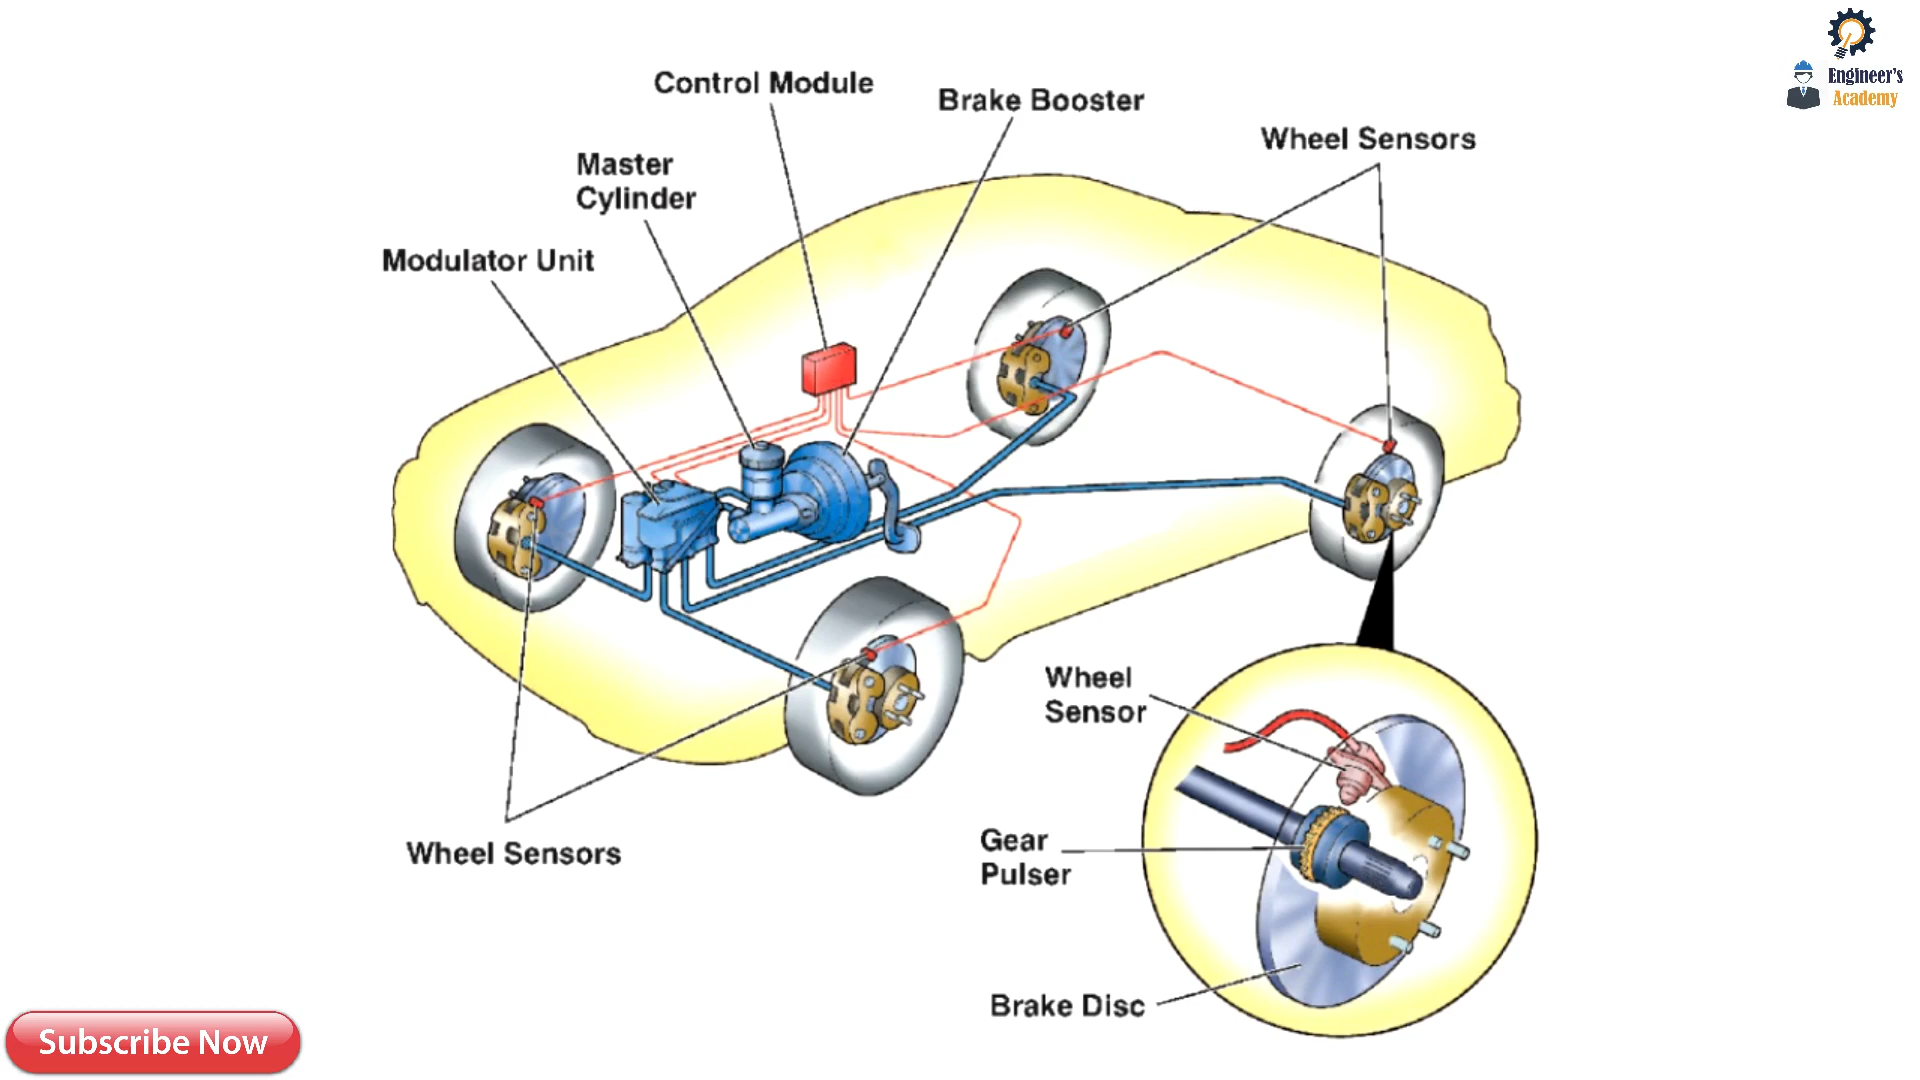 Control Module
Brake Booster
Wheel Sensors
Master
Cylinder
Modulator Unit
Wheel Sensors
Wheel
Sensor
Gear
Pulser
Brake Disc
Engineer's
Academy
Subscribe Now